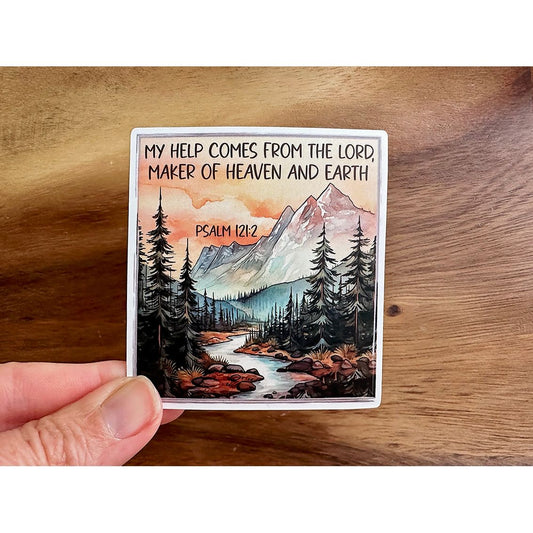 MY HELP COMES FROM THE LORD,
MAKER OF HEAVEN AND EARTH
PSALM 121:2